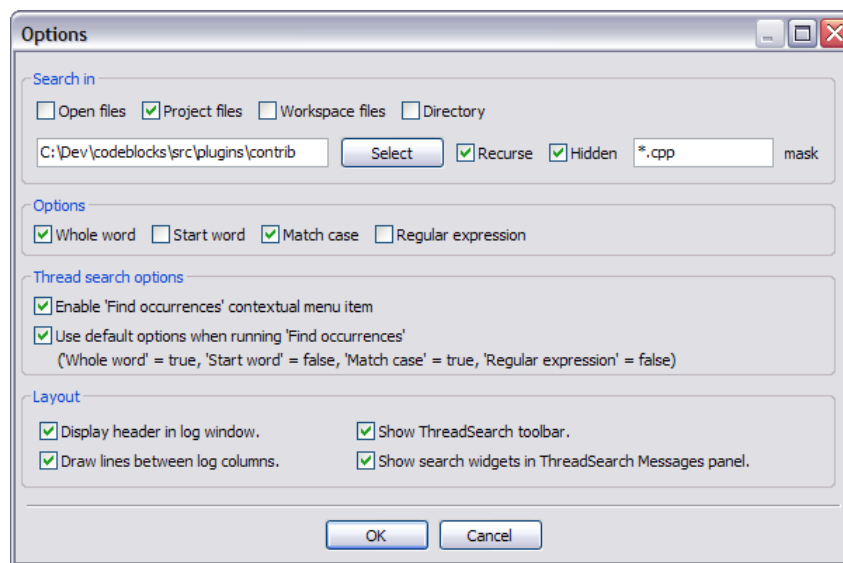 Options
Search in
Open files Project files Workspace files Directory
C:\Dev\codeblocks\src\plugins\contrib Select Recurse Hidden *.cpp mask
Options
Whole word Start word Match case Regular expression
Thread search options
Enable 'Find occurrences' contextual menu item
Use default options when running 'Find occurrences'
('Whole word' = true, 'Start word' = false, 'Match case' = true, 'Regular expression' = false)
Layout
Display header in log window. Show ThreadSearch toolbar.
Draw lines between log columns. Show search widgets in ThreadSearch Messages panel.
OK Cancel